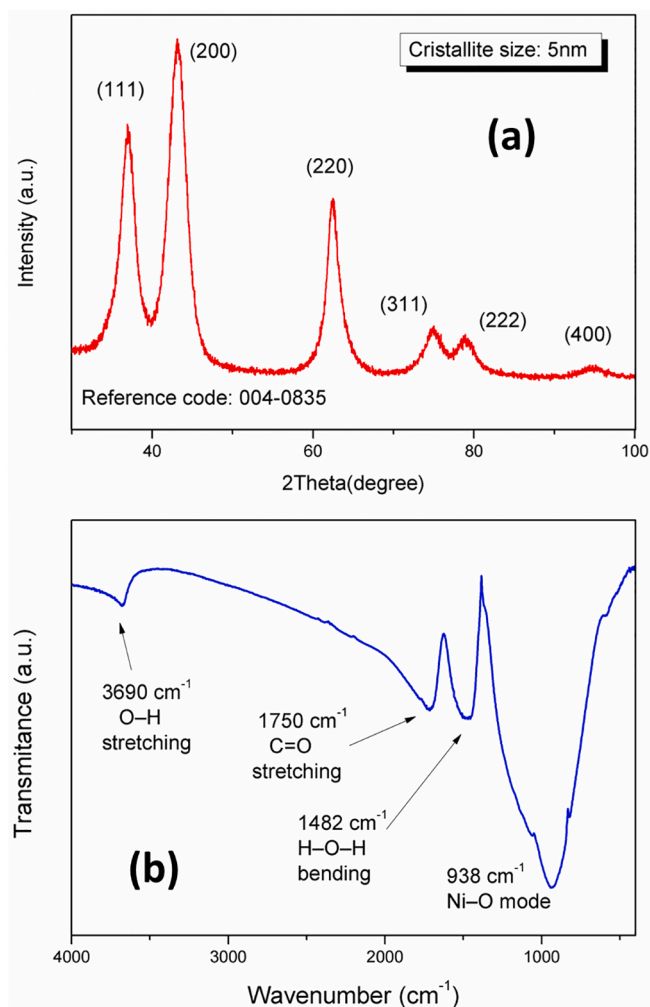 Cristallite size: 5nm
(a)
(111)
(200)
(220)
(311)
(222)
(400)
Intensity (a.u.)
Reference code: 004-0835
40
60
80
100
2Theta(degree)
3690 cm⁻¹
O–H
stretching
1750 cm⁻¹
C=O
stretching
1482 cm⁻¹
H–O–H
bending
938 cm⁻¹
Ni–O mode
(b)
Transmitance (a.u.)
4000
3000
2000
1000
Wavenumber (cm⁻¹)